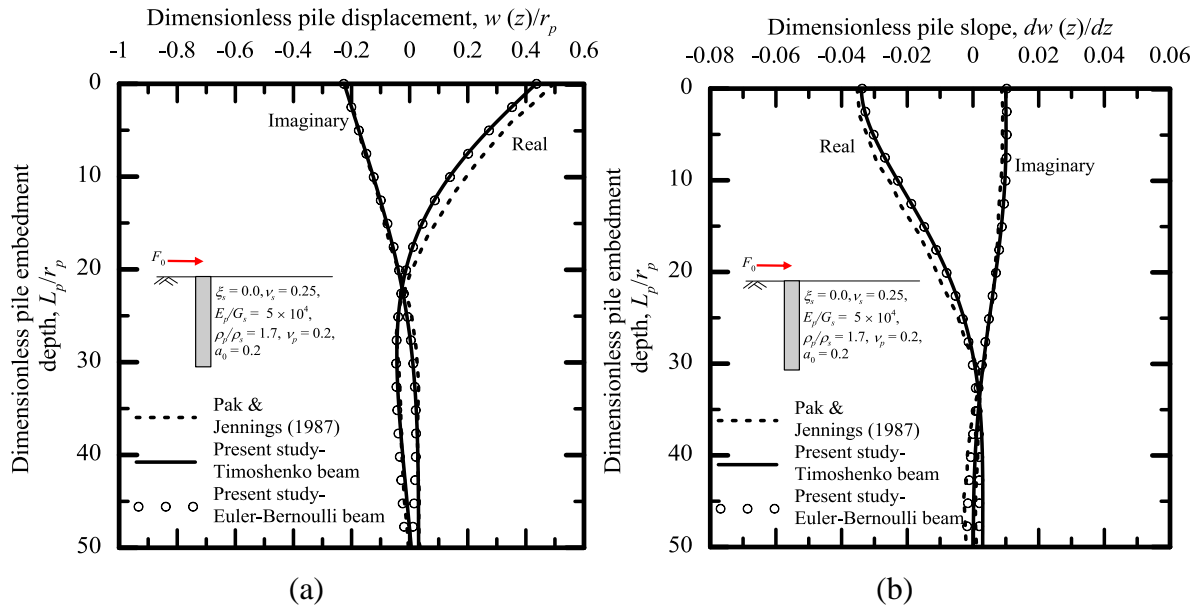 Dimensionless pile displacement, w (z)/r_p
-1 -0.8 -0.6 -0.4 -0.2 0 0.2 0.4 0.6
Dimensionless pile embedment
depth, L_p/r_p
0
10
20
30
40
50
Imaginary
Real
F_0
ξ_s = 0.0, ν_s = 0.25,
E_p/G_s = 5 × 10^4,
ρ_p/ρ_s = 1.7, ν_p = 0.2,
a_0 = 0.2
Pak &
Jennings (1987)
Present study-
Timoshenko beam
Present study-
Euler-Bernoulli beam
(a)
Dimensionless pile slope, dw (z)/dz
-0.08 -0.06 -0.04 -0.02 0 0.02 0.04 0.06
Dimensionless pile embedment
depth, L_p/r_p
0
10
20
30
40
50
Real
Imaginary
F_0
ξ_s = 0.0, ν_s = 0.25,
E_p/G_s = 5 × 10^4,
ρ_p/ρ_s = 1.7, ν_p = 0.2,
a_0 = 0.2
Pak &
Jennings (1987)
Present study-
Timoshenko beam
Present study-
Euler-Bernoulli beam
(b)